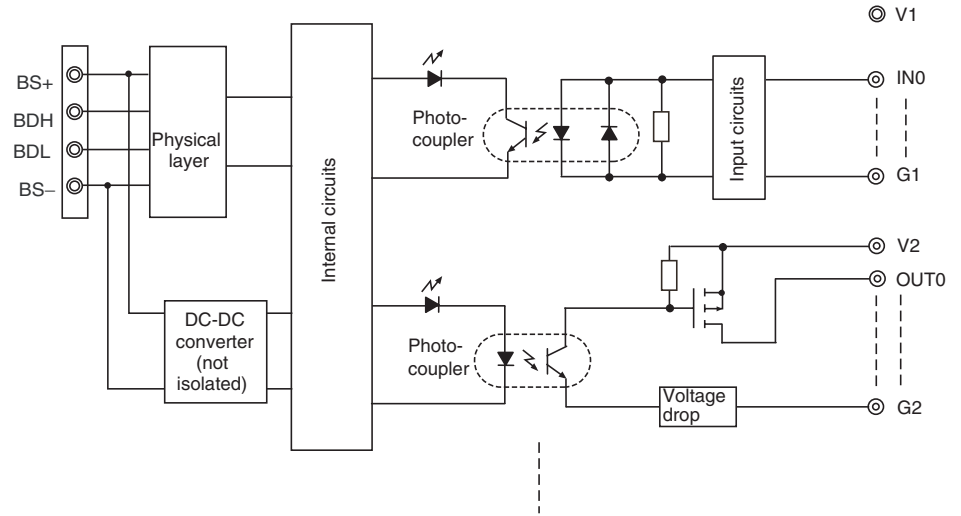 V1
BS+
BDH
BDL
BS−
Physical
layer
Internal circuits
Photo-
coupler
Input circuits
IN0
G1
V2
OUT0
DC-DC
converter
(not
isolated)
Photo-
coupler
Voltage
drop
G2